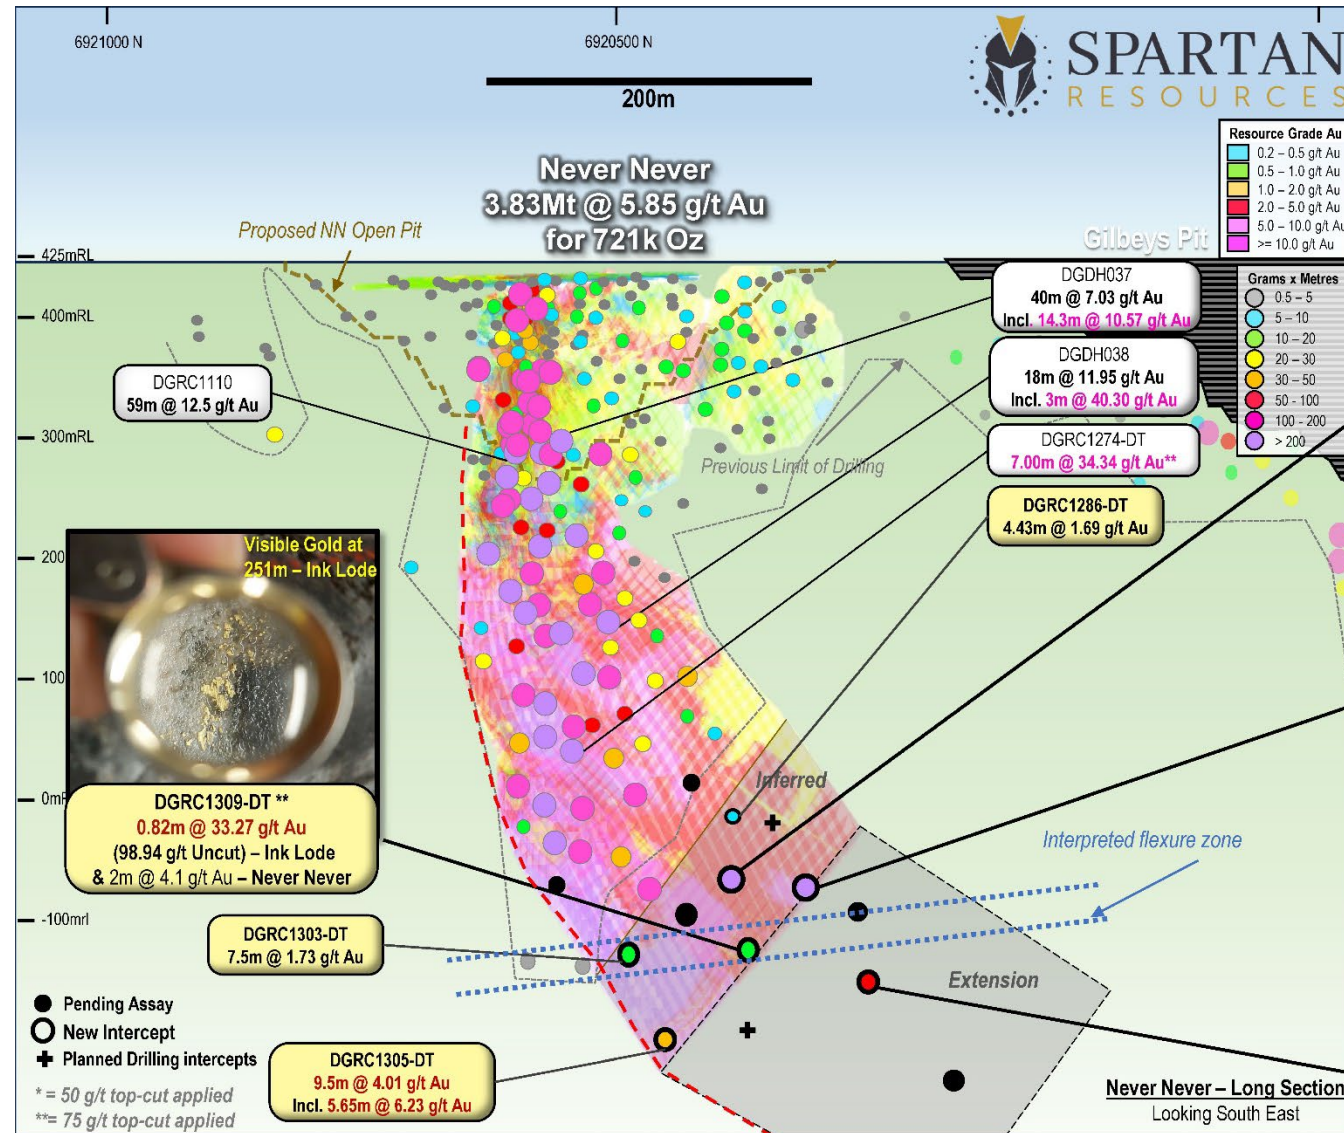 6921000 N
6920500 N
SPARTAN
RESOURCES
200m
Resource Grade Au
0.2 – 0.5 g/t Au
0.5 – 1.0 g/t Au
1.0 – 2.0 g/t Au
2.0 – 5.0 g/t Au
5.0 – 10.0 g/t Au
>= 10.0 g/t Au
Never Never
3.83Mt @ 5.85 g/t Au
for 721k Oz
Proposed NN Open Pit
Gilbeys Pit
425mRL
400mRL
300mRL
200
100
0m
-100mrl
Grams x Metres
0.5 – 5
5 – 10
10 – 20
20 – 30
30 – 50
50 - 100
100 - 200
> 200
DGDH037
40m @ 7.03 g/t Au
Incl. 14.3m @ 10.57 g/t Au
DGDH038
18m @ 11.95 g/t Au
Incl. 3m @ 40.30 g/t Au
DGRC1274-DT
7.00m @ 34.34 g/t Au**
DGRC1286-DT
4.43m @ 1.69 g/t Au
DGRC1110
59m @ 12.5 g/t Au
Previous Limit of Drilling
Visible Gold at
251m – Ink Lode
DGRC1309-DT **
0.82m @ 33.27 g/t Au
(98.94 g/t Uncut) – Ink Lode
& 2m @ 4.1 g/t Au – Never Never
Inferred
Interpreted flexure zone
DGRC1303-DT
7.5m @ 1.73 g/t Au
Extension
Pending Assay
New Intercept
Planned Drilling intercepts
* = 50 g/t top-cut applied
**= 75 g/t top-cut applied
DGRC1305-DT
9.5m @ 4.01 g/t Au
Incl. 5.65m @ 6.23 g/t Au
Never Never – Long Section
Looking South East